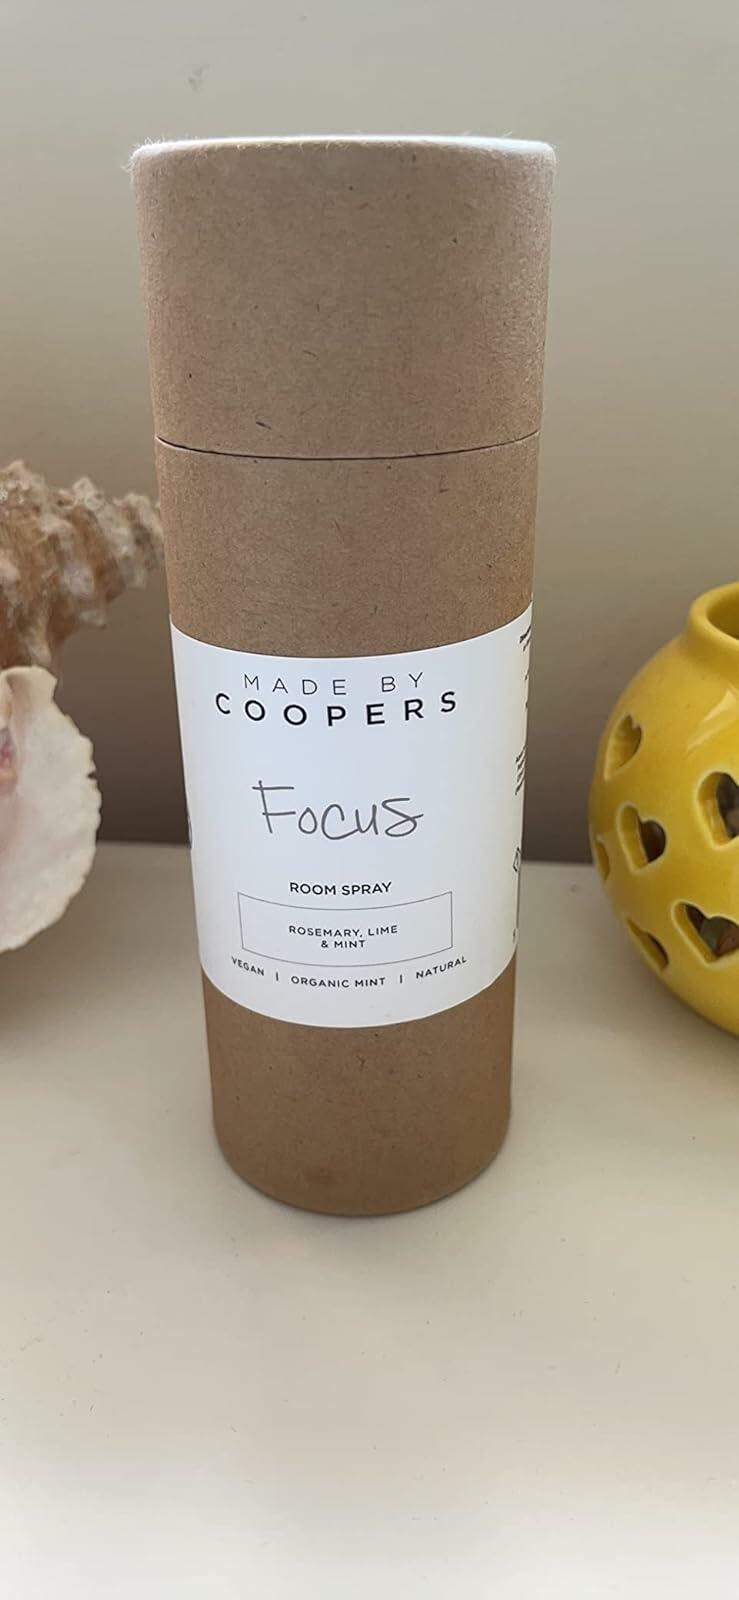 MADE BY
COOPERS
Focus
ROOM SPRAY
ROSEMARY, LIME
& MINT
VEGAN | ORGANIC MINT | NATURAL